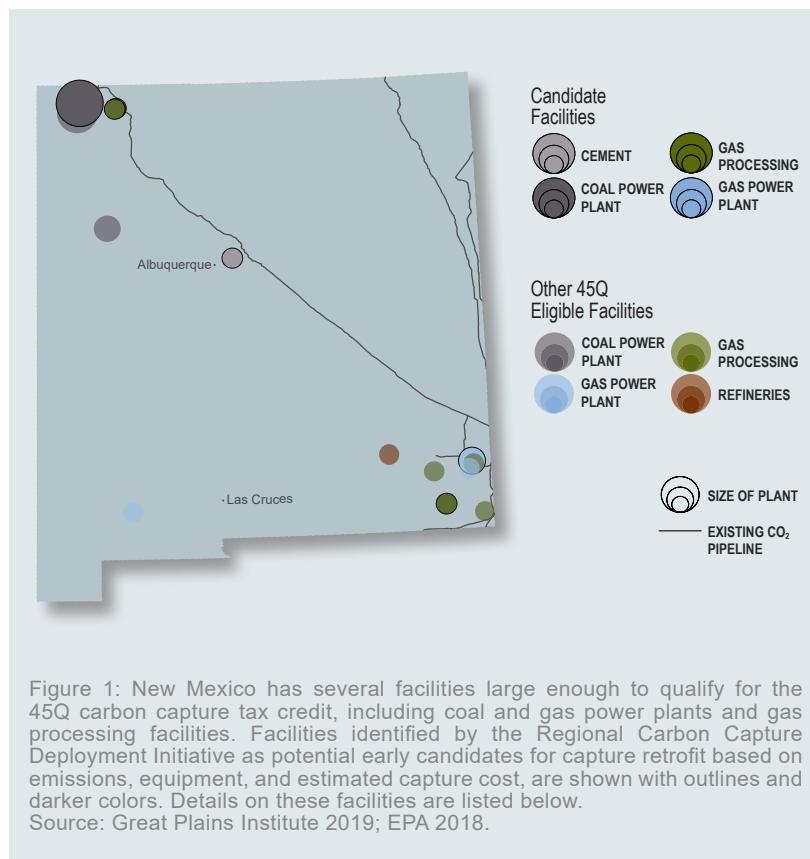 Candidate
Facilities
CEMENT
GAS
PROCESSING
COAL POWER
PLANT
GAS POWER
PLANT
Albuquerque
Other 45Q
Eligible Facilities
COAL POWER
PLANT
GAS
PROCESSING
GAS POWER
PLANT
REFINERIES
Las Cruces
SIZE OF PLANT
EXISTING CO₂
PIPELINE
Figure 1: New Mexico has several facilities large enough to qualify for the
45Q carbon capture tax credit, including coal and gas power plants and gas
processing facilities. Facilities identified by the Regional Carbon Capture
Deployment Initiative as potential early candidates for capture retrofit based on
emissions, equipment, and estimated capture cost, are shown with outlines and
darker colors. Details on these facilities are listed below.
Source: Great Plains Institute 2019; EPA 2018.